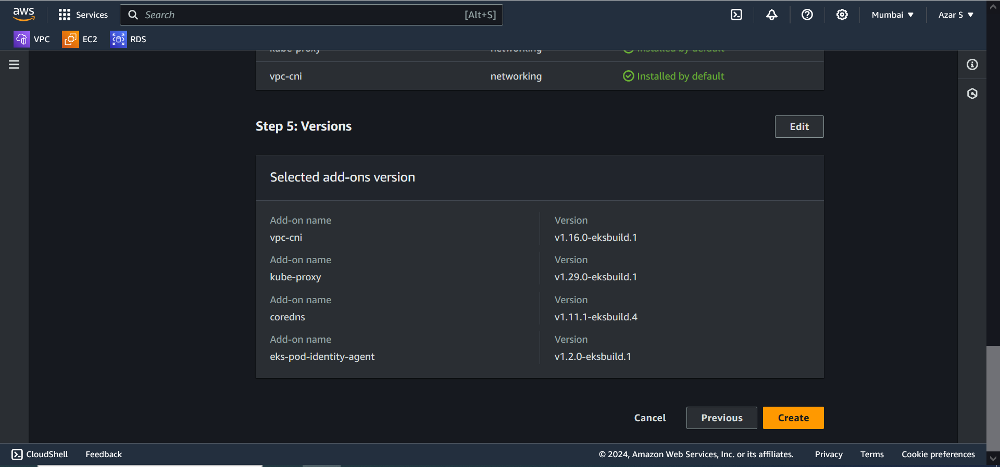 aws
Services
Search [Alt+S]
Mumbai ▼
Azar S ▼
VPC
EC2
RDS
kube-proxy networking Installed by default
vpc-cni networking Installed by default
Step 5: Versions
Edit
Selected add-ons version
Add-on name Version
vpc-cni v1.16.0-eksbuild.1
Add-on name Version
kube-proxy v1.29.0-eksbuild.1
Add-on name Version
coredns v1.11.1-eksbuild.4
Add-on name Version
eks-pod-identity-agent v1.2.0-eksbuild.1
Cancel Previous Create
CloudShell Feedback © 2024, Amazon Web Services, Inc. or its affiliates. Privacy Terms Cookie preferences